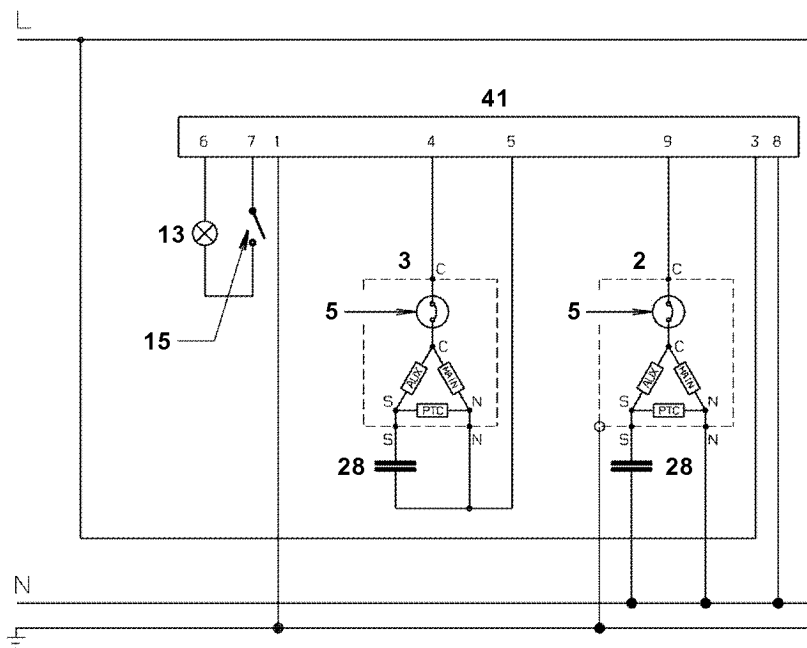 L
41
6 7 1 4 5 9 3 8
13
3 C
2 C
5
5
15
C
C
AUX MAIN
AUX MAIN
S PTC N
S PTC N
S N
S N
28
28
N